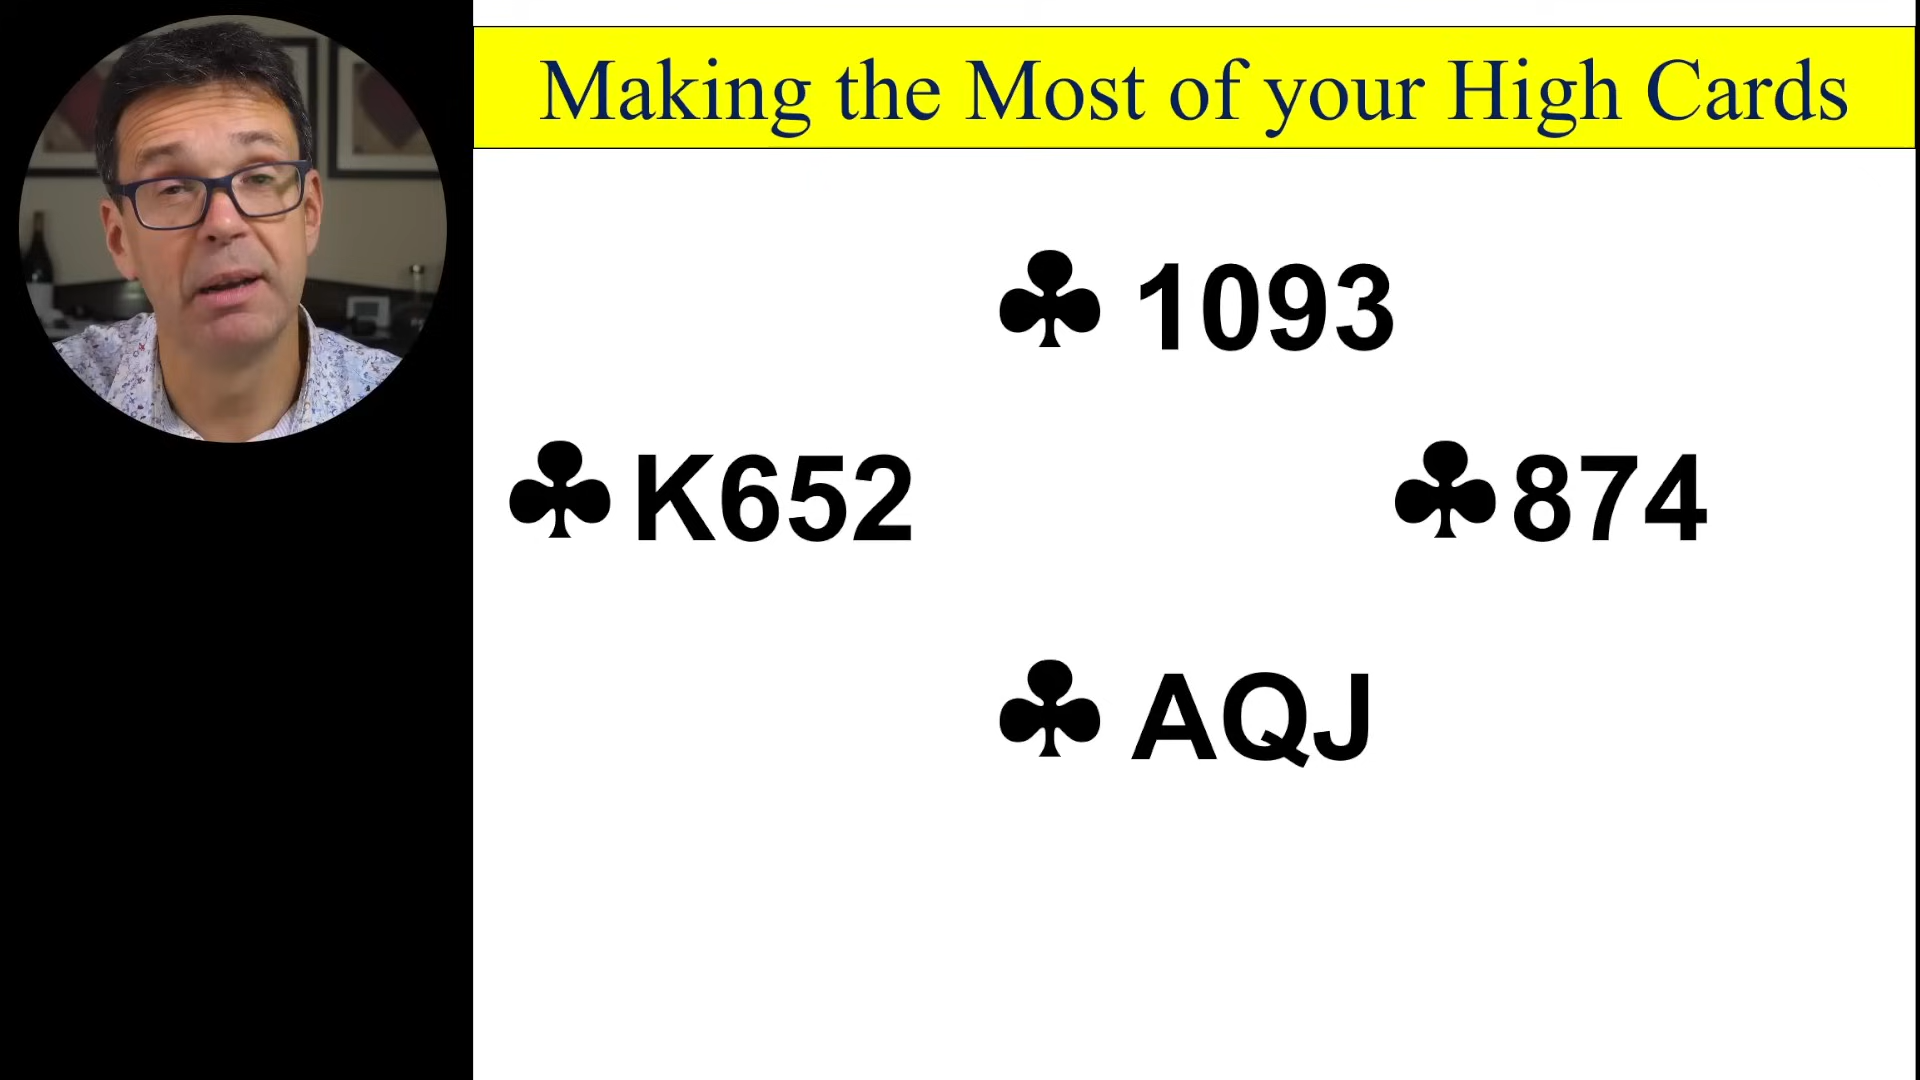 Making the Most of your High Cards
♣ 1093
♣ K652
♣ 874
♣ AQJ